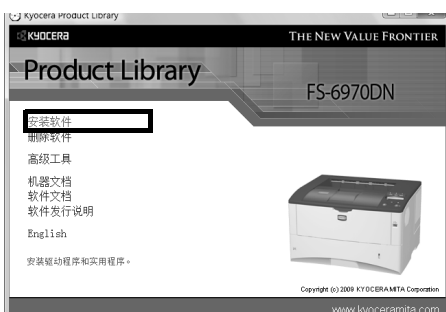 Kyocera Product Library
KYOCERA
THE NEW VALUE FRONTIER
Product Library
FS-6970DN
安装软件
删除软件
高级工具
机器文档
软件文档
软件发行说明
English
安装驱动程序和实用程序。
Copyright (c) 2009 KYOCERA MITA Corporation
www.kyoceramita.com